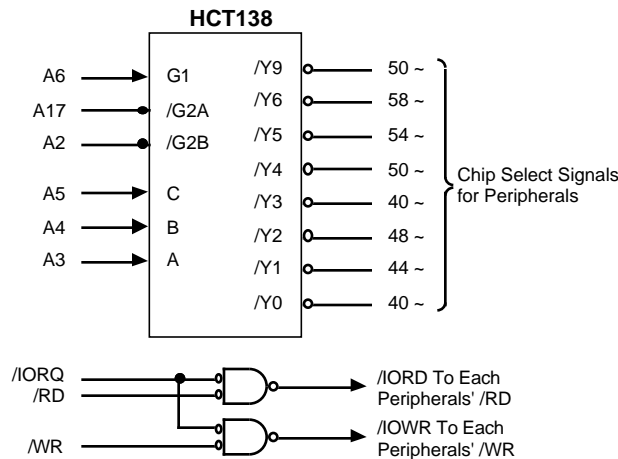 HCT138
A6 G1 /Y9 50 ~
A17 /G2A /Y6 58 ~
A2 /G2B /Y5 54 ~
/Y4 50 ~
A5 C /Y3 40 ~
A4 B /Y2 48 ~
A3 A /Y1 44 ~
/Y0 40 ~
Chip Select Signals
for Peripherals
/IORQ
/RD
/WR
/IORD To Each
Peripherals' /RD
/IOWR To Each
Peripherals' /WR